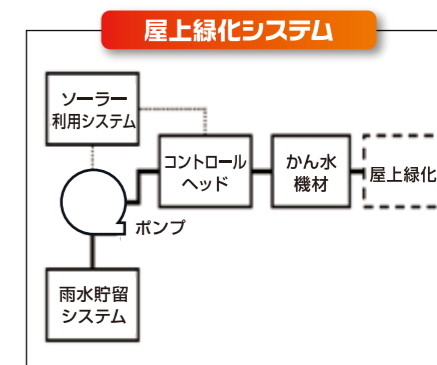 屋上緑化システム
ソーラー
利用システム
コントロール
ヘッド
かん水
機材
屋上緑化
ポンプ
雨水貯留
システム